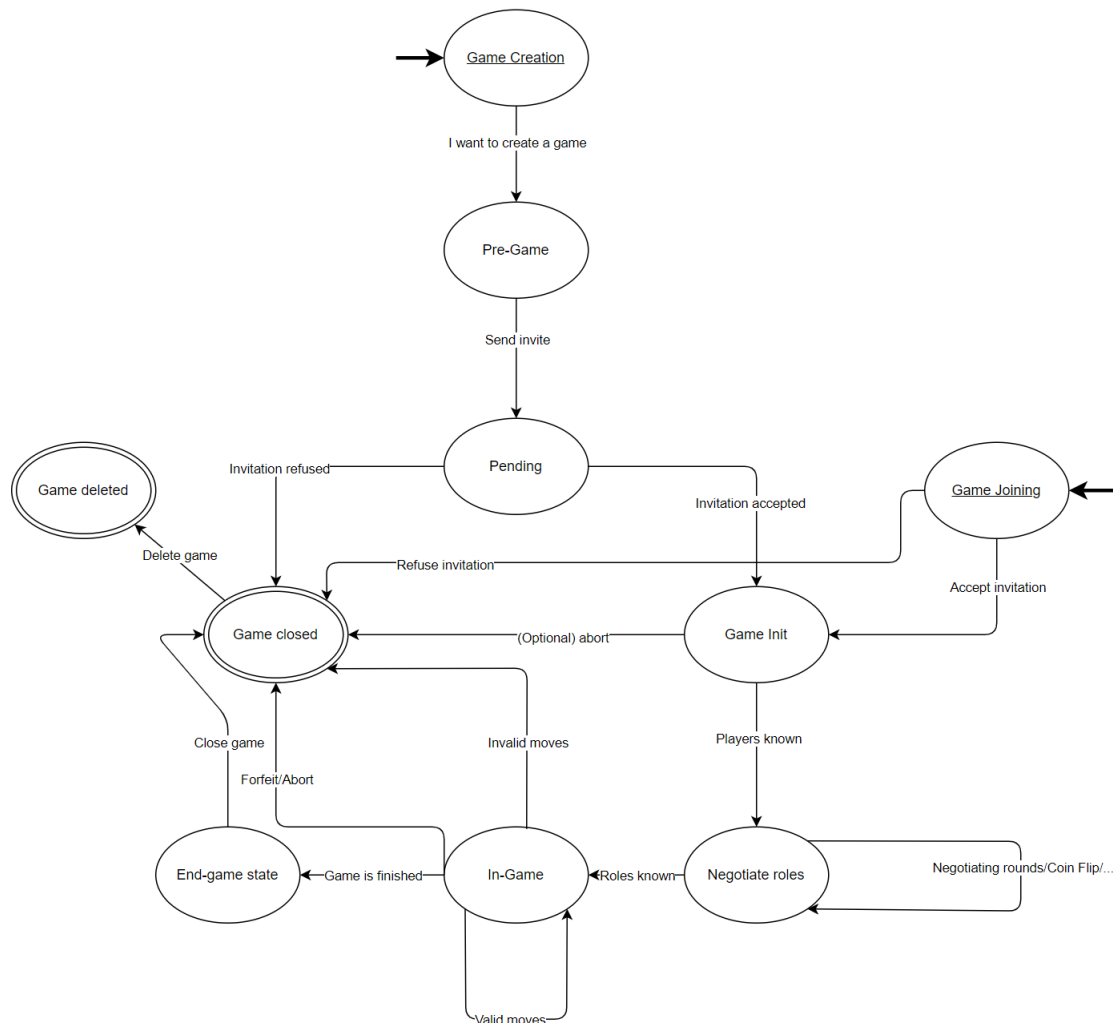 Game Creation
I want to create a game
Pre-Game
Send invite
Pending
Invitation refused
Game deleted
Game Joining
Invitation accepted
Delete game
Refuse invitation
Accept invitation
Game closed
(Optional) abort
Game Init
Players known
Close game
Invalid moves
Forfeit/Abort
End-game state
Game is finished
In-Game
Roles known
Negotiate roles
Negotiating rounds/Coin Flip/...
Valid moves